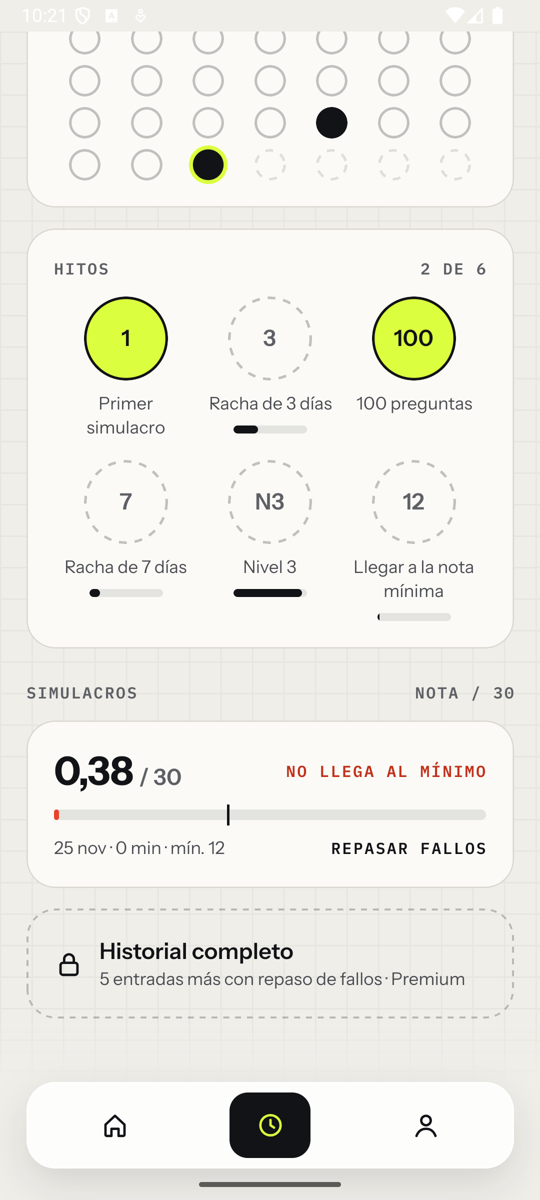 10:21
HITOS 2 DE 6
1 3 100
Primer simulacro
Racha de 3 días
100 preguntas
7 N3 12
Racha de 7 días
Nivel 3
Llegar a la nota mínima
SIMULACROS NOTA / 30
0,38 / 30 NO LLEGA AL MÍNIMO
25 nov · 0 min · mín. 12 REPASAR FALLOS
Historial completo
5 entradas más con repaso de fallos · Premium